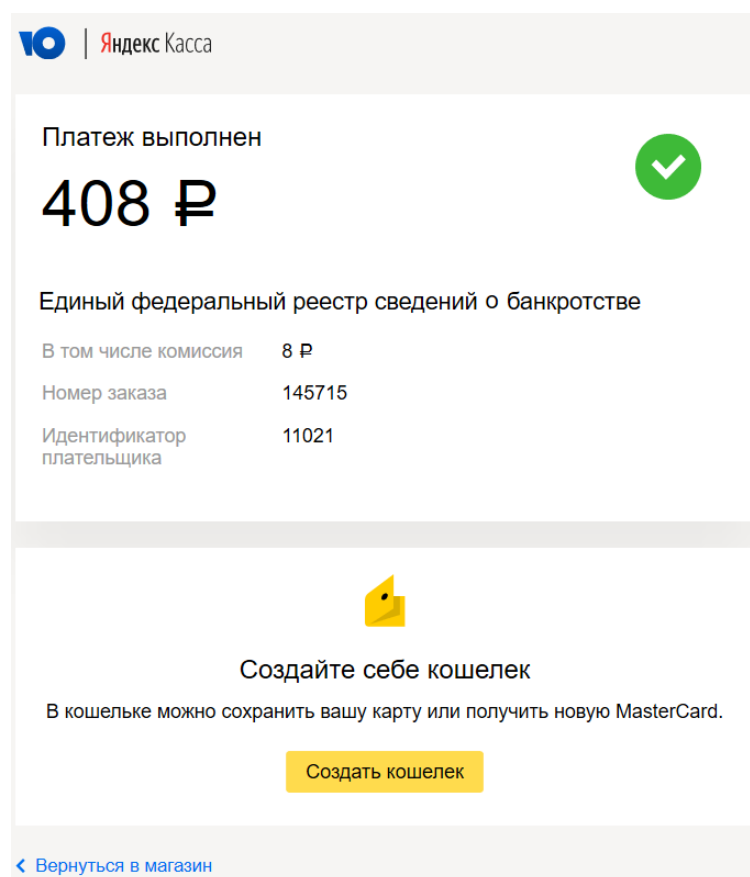 Ю | Яндекс Касса
Платеж выполнен
408 ₽
Единый федеральный реестр сведений о банкротстве
В том числе комиссия 8 ₽
Номер заказа 145715
Идентификатор 11021
плательщика
Создайте себе кошелек
В кошельке можно сохранить вашу карту или получить новую MasterCard.
Создать кошелек
Вернуться в магазин